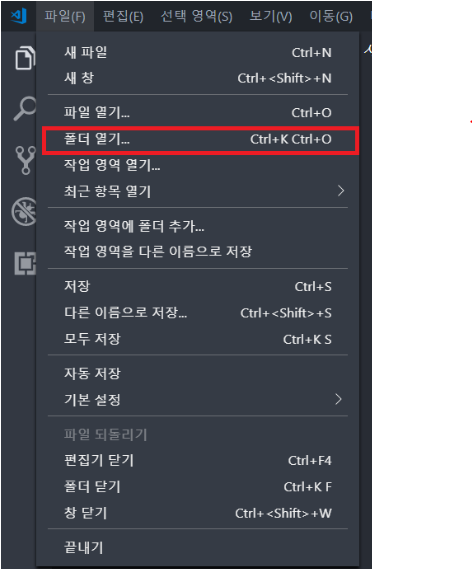 파일(F) 편집(E) 선택 영역(S) 보기(V) 이동(G)
새 파일 Ctrl+N
새 창 Ctrl+<Shift>+N
파일 열기... Ctrl+O
폴더 열기... Ctrl+K Ctrl+O
작업 영역 열기...
최근 항목 열기
작업 영역에 폴더 추가...
작업 영역을 다른 이름으로 저장
저장 Ctrl+S
다른 이름으로 저장... Ctrl+<Shift>+S
모두 저장 Ctrl+K S
자동 저장
기본 설정
파일 되돌리기
편집기 닫기 Ctrl+F4
폴더 닫기 Ctrl+K F
창 닫기 Ctrl+<Shift>+W
끝내기